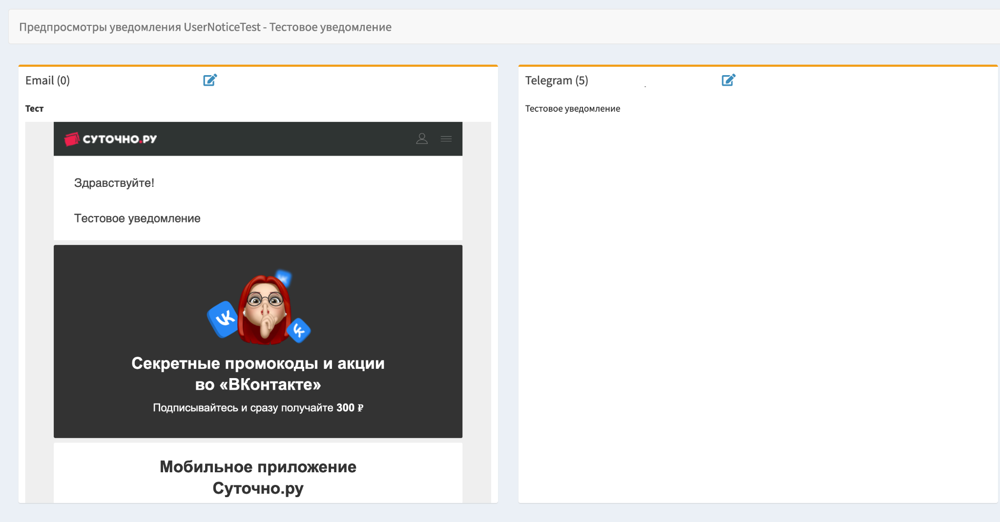 Предпросмотры уведомления UserNoticeTest - Тестовое уведомление
Email (0)
Тест
СУТОЧНО.РУ
Здравствуйте!
Тестовое уведомление
Секретные промокоды и акции
во «ВКонтакте»
Подписывайтесь и сразу получайте 300 ₽
Мобильное приложение
Суточно.ру
Telegram (5)
Тестовое уведомление